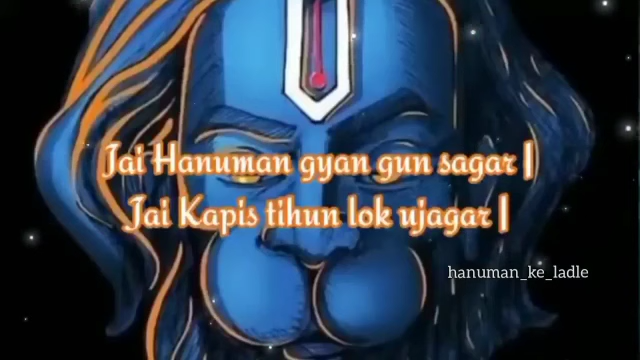 Jai Hanuman gyan gun sagar |
Jai Kapis tihun lok ujagar |
hanuman_ke_ladle